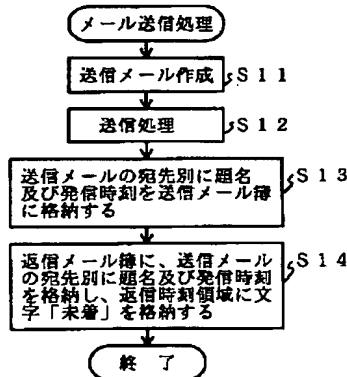 メール送信処理
送信メール作成 S11
送信処理 S12
送信メールの宛先別に題名
及び発信時刻を送信メール簿
に格納する
S13
返信メール簿に、送信メール
の宛先別に題名及び発信時刻
を格納し、返信時刻領域に文
字「未着」を格納する
S14
終了